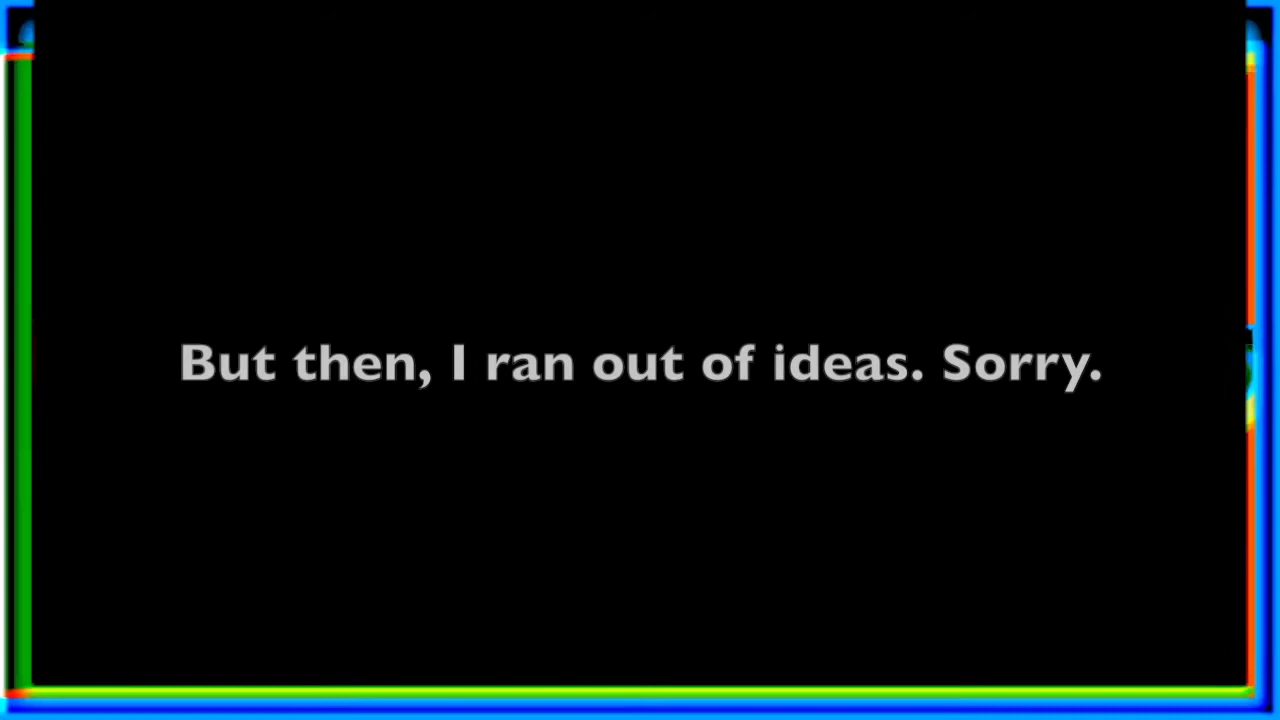 But then, I ran out of ideas. Sorry.